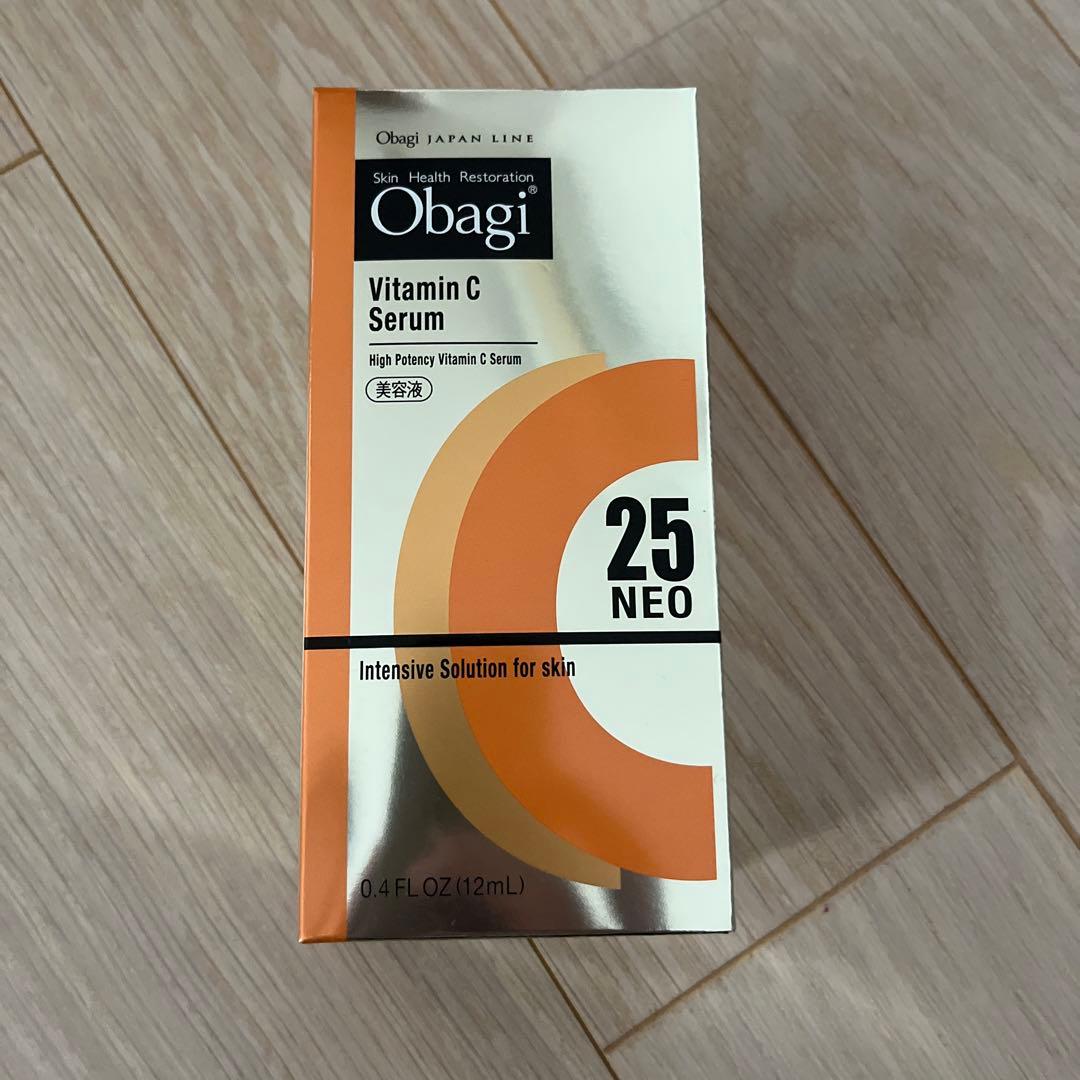 Obagi JAPAN LINE
Skin Health Restoration
Obagi®
Vitamin C
Serum
High Potency Vitamin C Serum
美容液
25
NEO
Intensive Solution for skin
0.4 FL OZ (12mL)